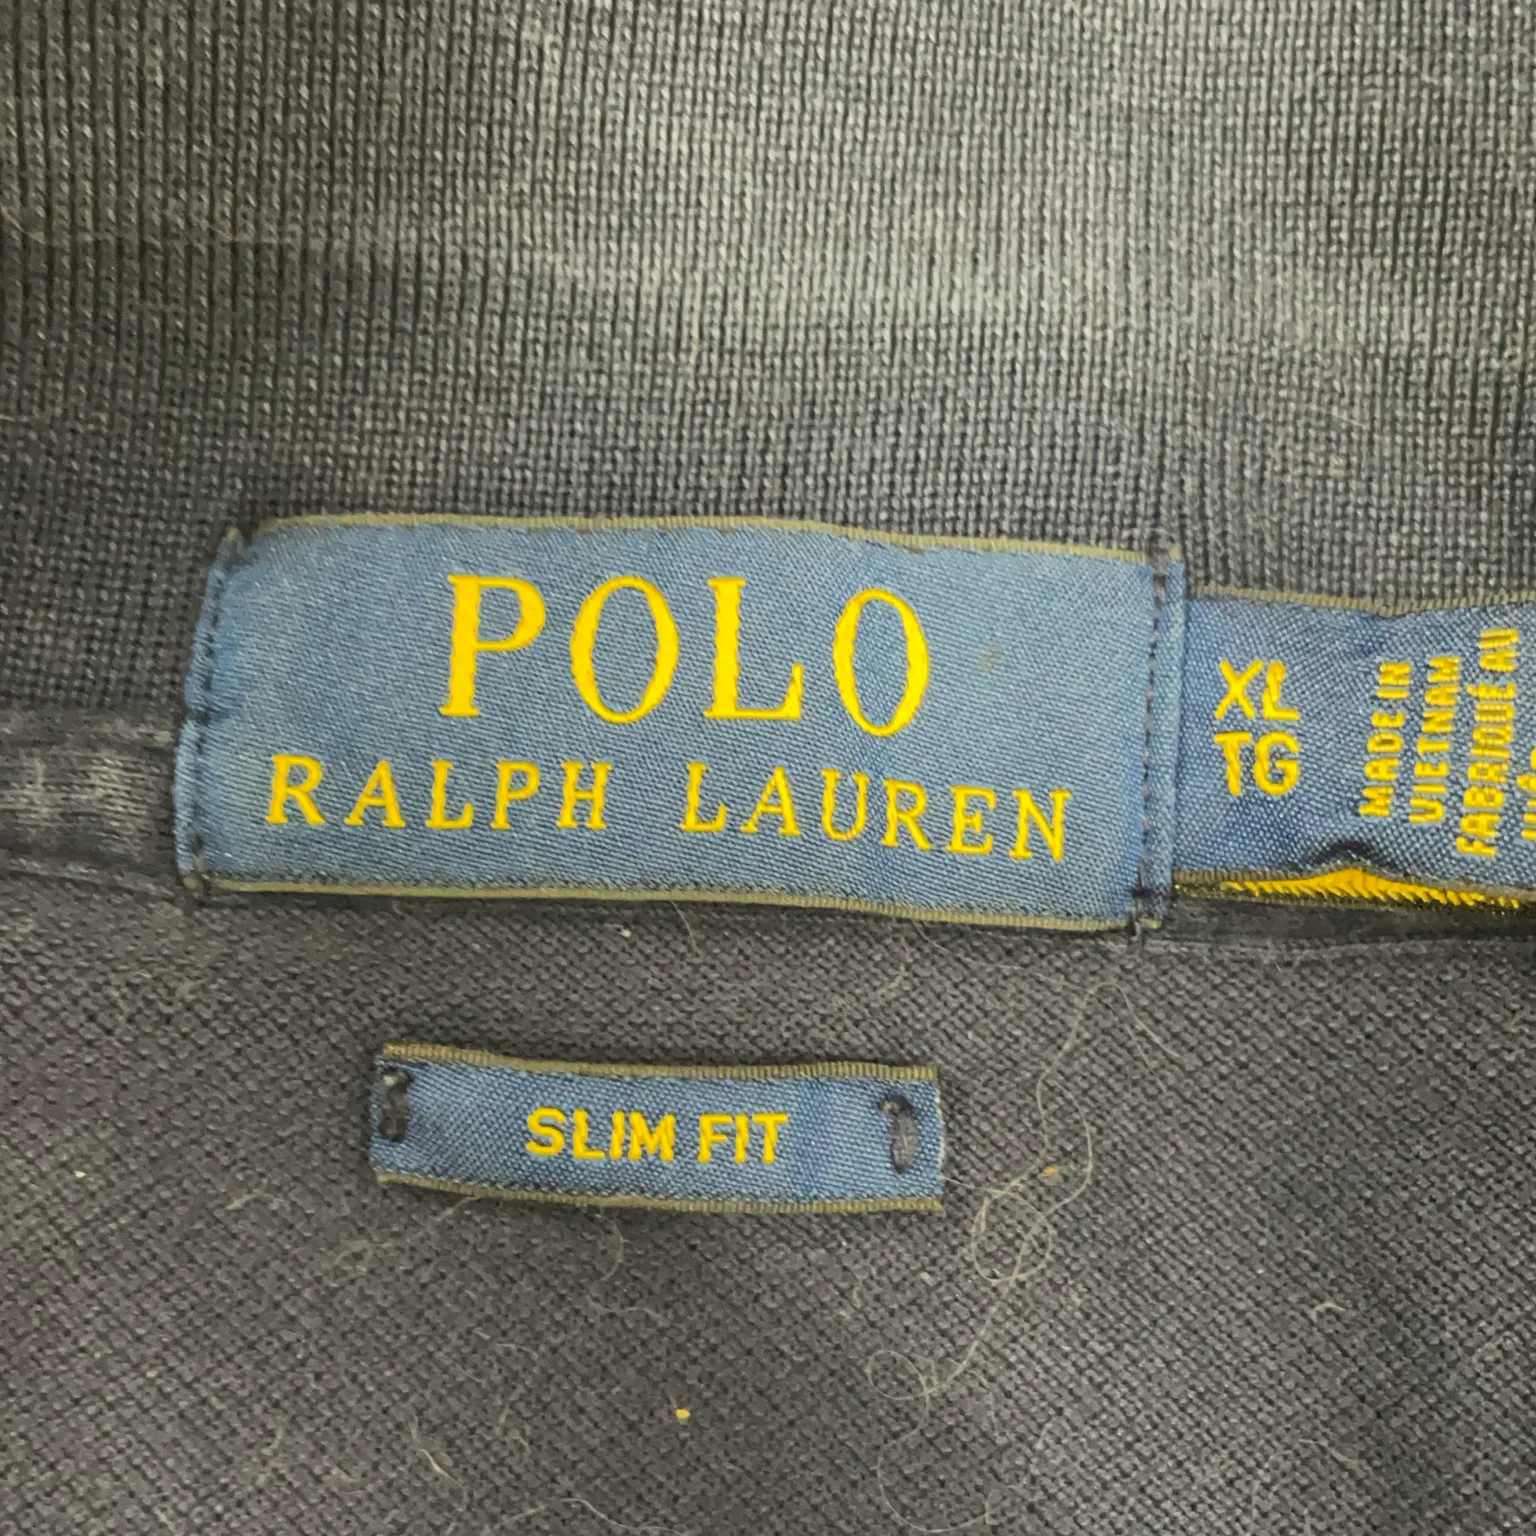 POLO
RALPH LAUREN
XL
TG
MADE IN
VIETNAM
FABRIQUÉ AU
SLIM FIT